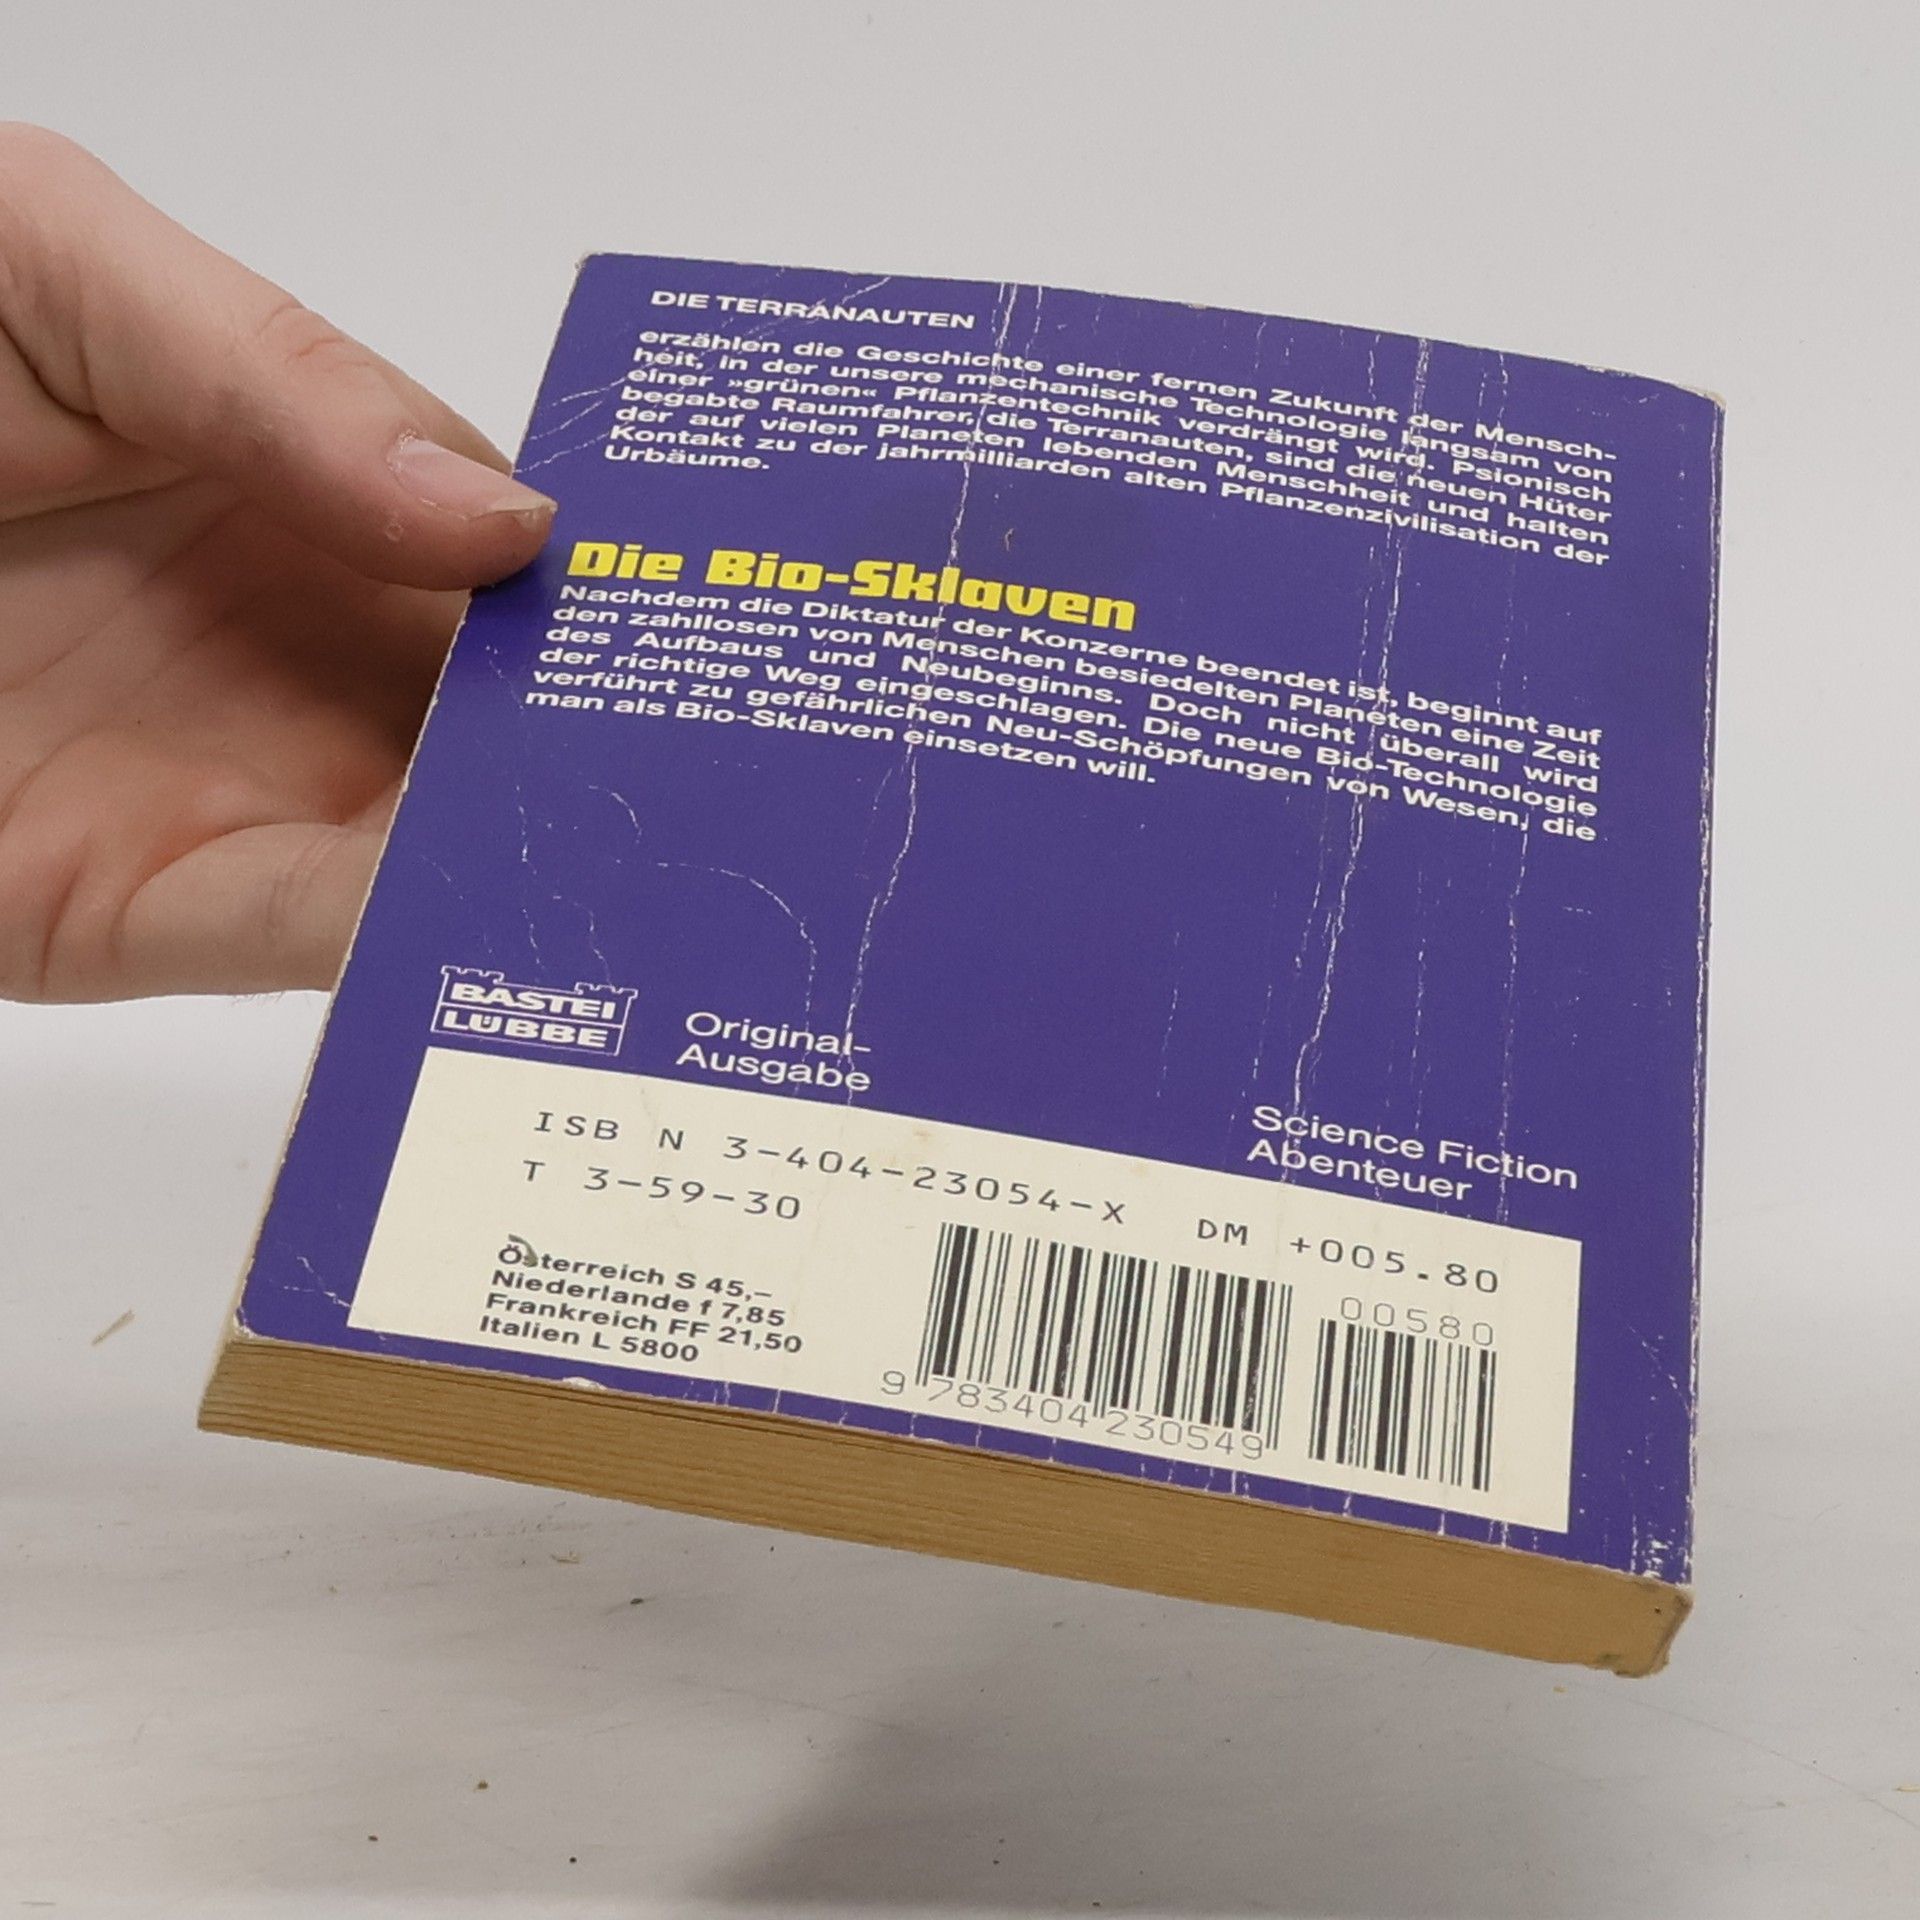 DIE TERRANAUTEN
erzählen die Geschichte einer fernen Zukunft der Mensch-
heit, in der unsere mechanische Technologie langsam von
einer »grünen« Pflanzentechnik verdrängt wird. Psionisch
begabte Raumfahrer, die Terranauten, sind die neuen Hüter
der auf vielen Planeten lebenden Menschheit und halten
Kontakt zu der jahrmilliarden alten Pflanzenzivilisation der
Urbäume.
Die Bio-Sklaven
Nachdem die Diktatur der Konzerne beendet ist, beginnt auf
den zahllosen von Menschen besiedelten Planeten eine Zeit
des Aufbaus und Neubeginns. Doch nicht überall wird
der richtige Weg eingeschlagen. Die neue Bio-Technologie
verführt zu gefährlichen Neu-Schöpfungen von Wesen, die
man als Bio-Sklaven einsetzen will.
BASTEI
LÜBBE
Original-
Ausgabe
Science Fiction
Abenteuer
ISB N 3-404-23054-X DM +005.80
T 3-59-30
Österreich S 45,-
Niederlande f 7,85
Frankreich FF 21,50
Italien L 5800
00580
9 783404 230549